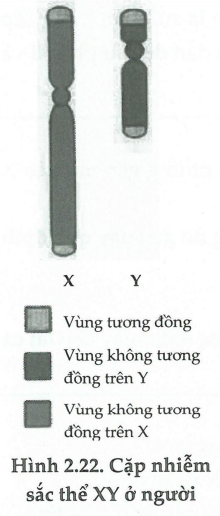 X Y
Vùng tương đồng
Vùng không tương
đồng trên Y
Vùng không tương
đồng trên X
Hình 2.22. Cặp nhiễm
sắc thể XY ở người